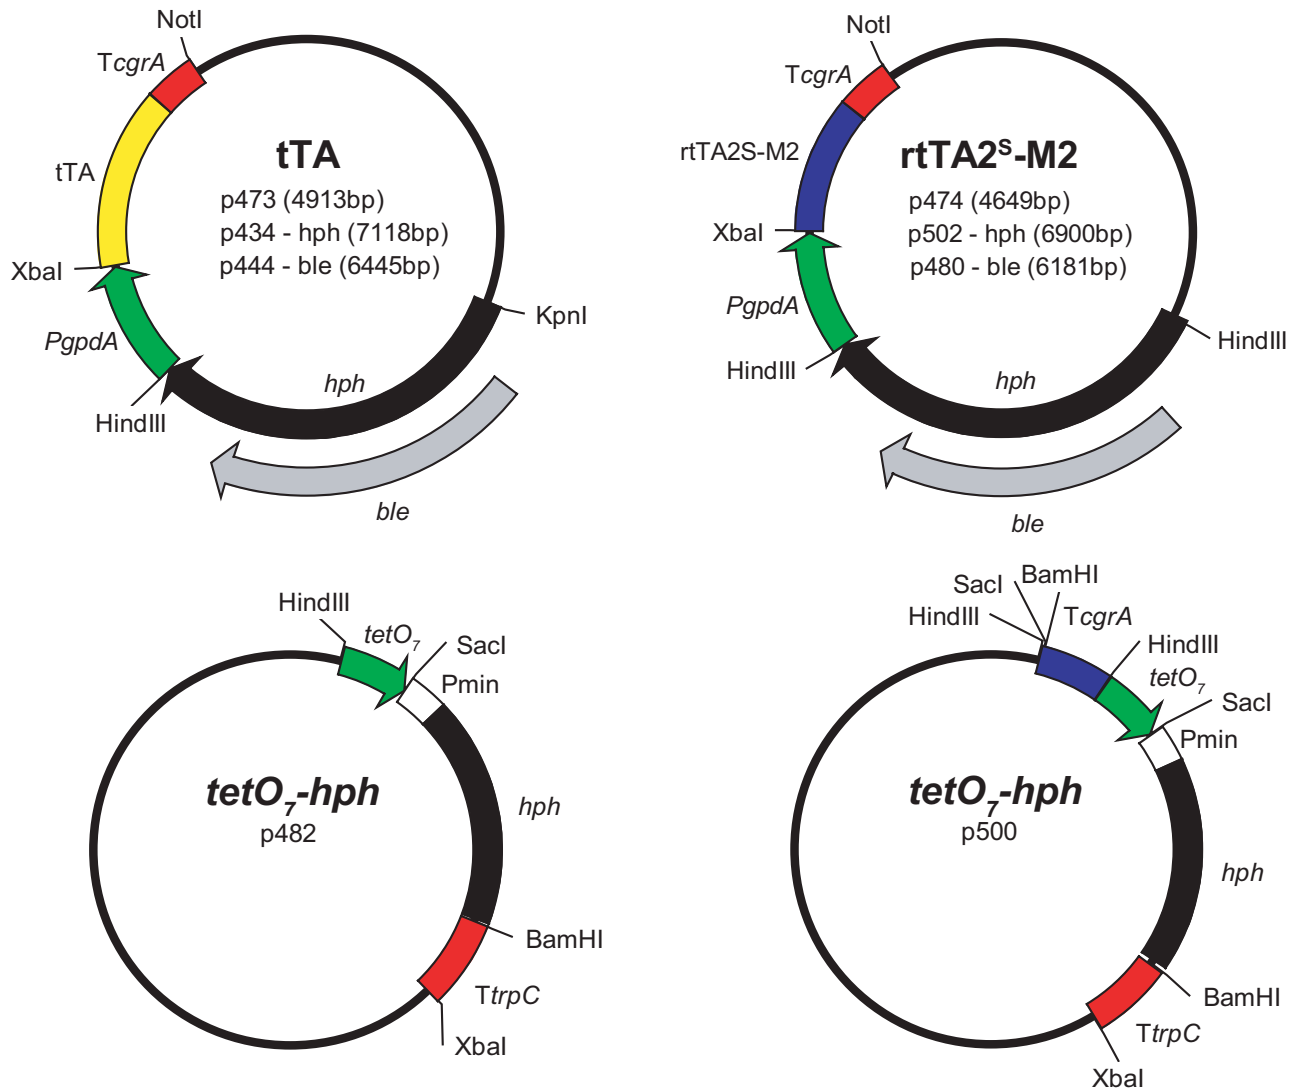 NotI
TcgrA
tTA
tTA
p473 (4913bp)
p434 - hph (7118bp)
p444 - ble (6445bp)
XbaI
PgpdA
KpnI
HindIII
hph
ble
NotI
TcgrA
rtTA2S-M2
rtTA2ˢ-M2
p474 (4649bp)
p502 - hph (6900bp)
p480 - ble (6181bp)
XbaI
PgpdA
HindIII
HindIII
hph
ble
HindIII
tetO₇
SacI
Pmin
tetO₇-hph
p482
hph
BamHI
TtrpC
XbaI
SacI
BamHI
HindIII
TcgrA
HindIII
tetO₇
SacI
Pmin
tetO₇-hph
p500
hph
BamHI
TtrpC
XbaI